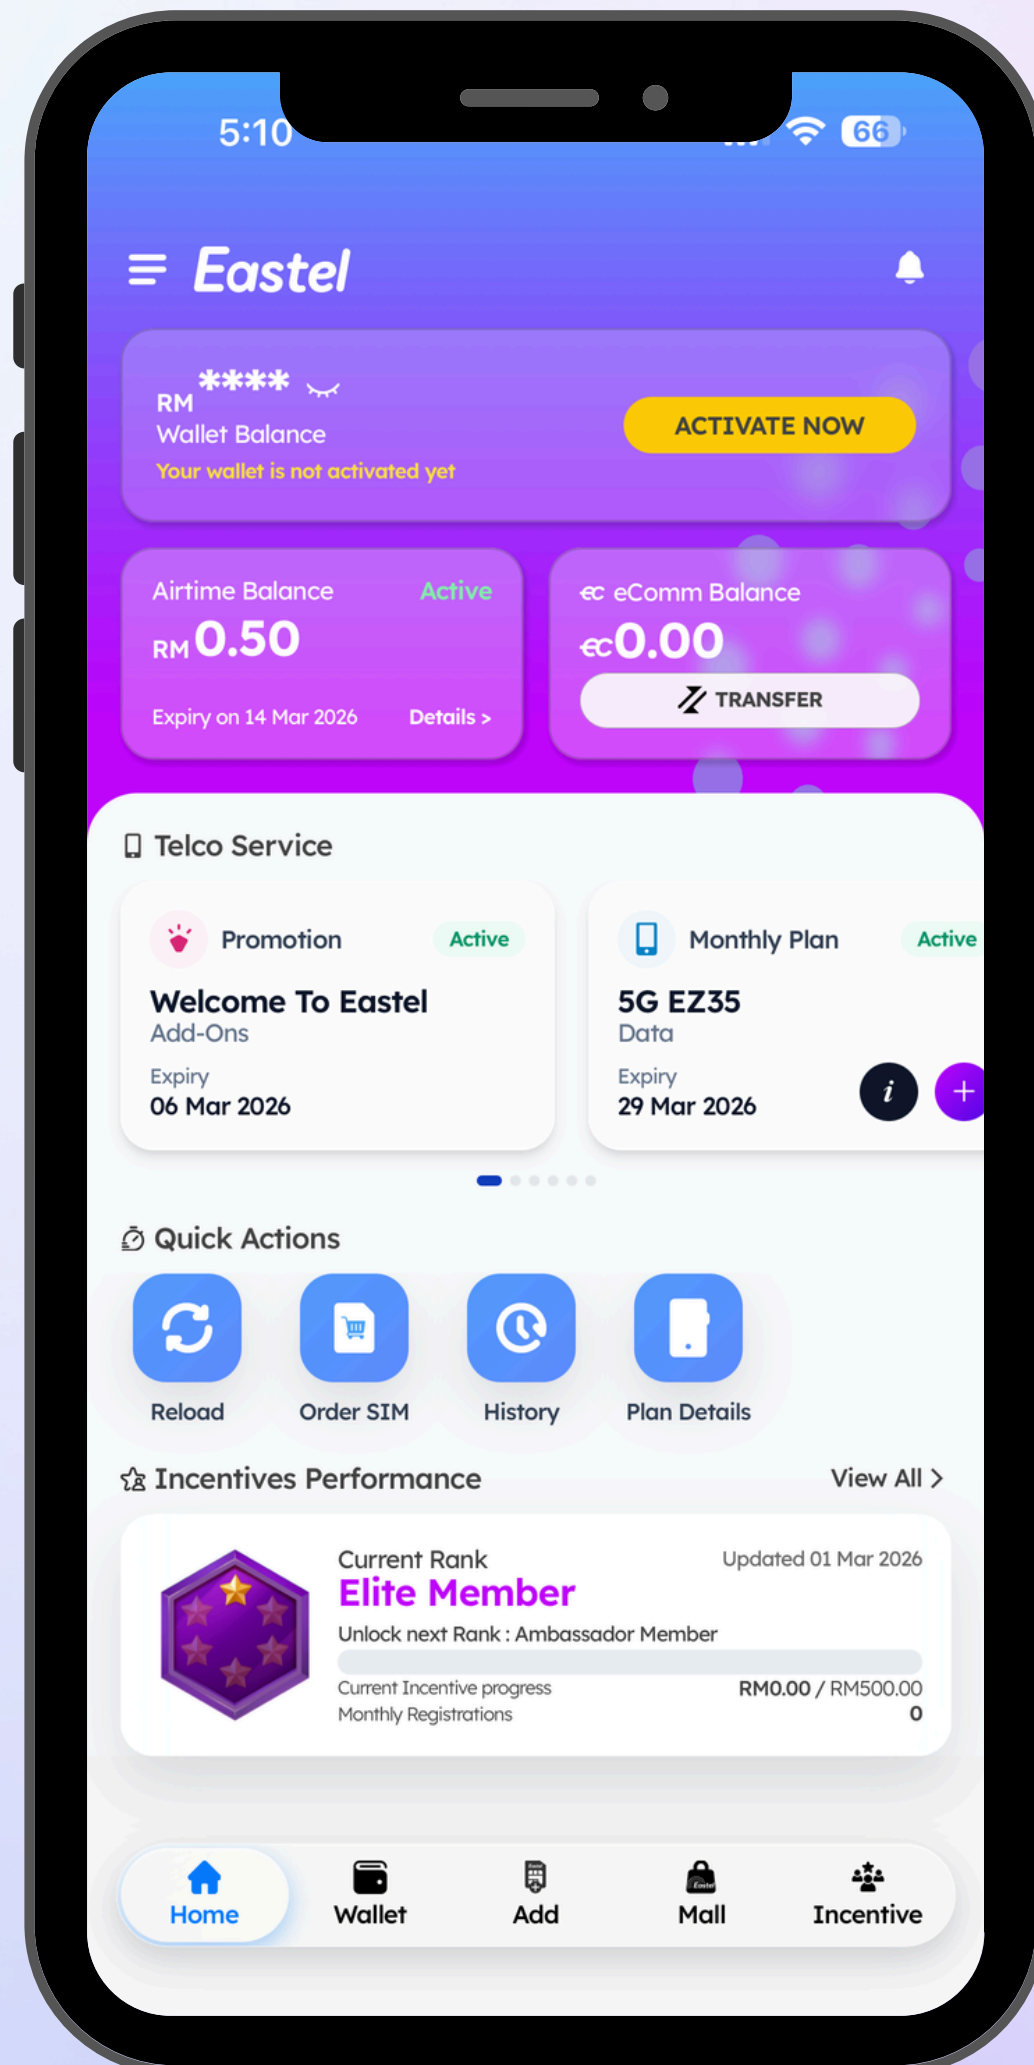 5:10
66
Eastel
RM ****
Wallet Balance
Your wallet is not activated yet
ACTIVATE NOW
Airtime Balance
Active
RM 0.50
Expiry on 14 Mar 2026
Details >
eComm Balance
0.00
TRANSFER
Telco Service
Promotion
Active
Welcome To Eastel
Add-Ons
Expiry
06 Mar 2026
Monthly Plan
Active
5G EZ35
Data
Expiry
29 Mar 2026
i
+
Quick Actions
Reload
Order SIM
History
Plan Details
Incentives Performance
View All >
Current Rank
Updated 01 Mar 2026
Elite Member
Unlock next Rank : Ambassador Member
Current Incentive progress
RM0.00 / RM500.00
Monthly Registrations
0
Home
Wallet
Add
Mall
Incentive